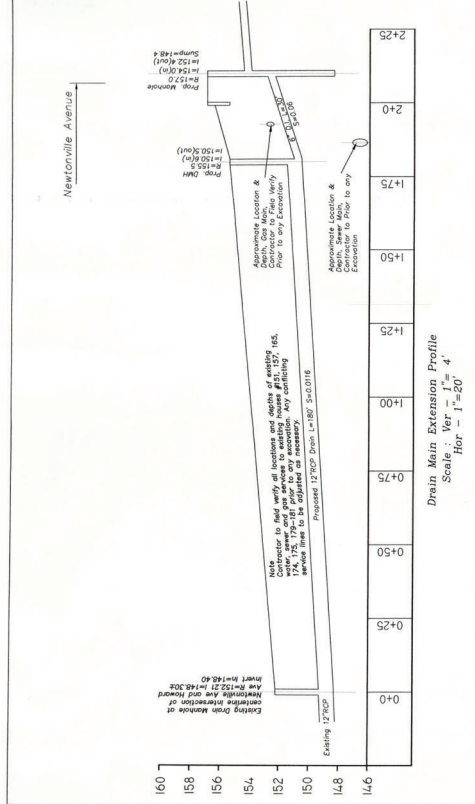 Newtonville Avenue
Prop. Manhole
R=157.0
I=154.0(in)
I=152.4(out)
Sump=148.4
Prop. DMH
R=155.5
I=150.6(in)
I=150.5(out)
8" D.I. L=30'
S=0.06
Approximate Location &
Depth, Gas Main,
Contractor to Field Verify
Prior to any Excavation
Approximate Location &
Depth, Sewer Main,
Contractor to Prior to any
Excavation
Note
Contractor to field verify all locations and depths of existing
water, sewer and gas services to existing houses #151, 157, 165,
174, 175, 179-181 prior to any excavation. Any conflicting
service lines to be adjusted as necessary.
Proposed 12"RCP Drain L=180' S=0.0116
Existing Drain Manhole at
centerline intersection of
Newtonville Ave and Howard
Ave R=152.21 I=148.30±
Invert In=148.40
Existing 12"RCP
160
158
156
154
152
150
148
146
0+0
0+25
0+50
0+75
1+00
1+25
1+50
1+75
2+0
2+25
Drain Main Extension Profile
Scale : Ver - 1"= 4'
Hor - 1"=20'